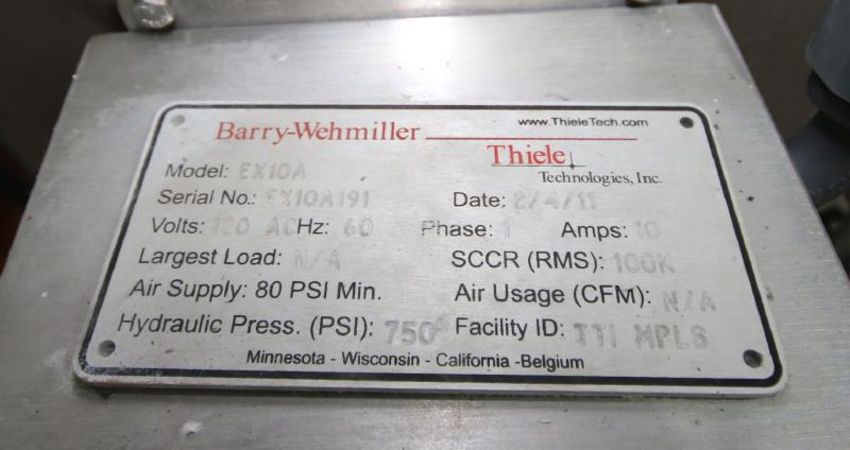 www.ThieleTech.com
Barry-Wehmiller
Thiele
Technologies, Inc.
Model: EX10A
Serial No.: EX10A191 Date: 2/4/11
Volts: 120 AC Hz: 60 Phase: 1 Amps: 10
Largest Load: N/A SCCR (RMS): 100K
Air Supply: 80 PSI Min. Air Usage (CFM): N/A
Hydraulic Press. (PSI): 750 Facility ID: TTI MPLS
Minnesota - Wisconsin - California -Belgium